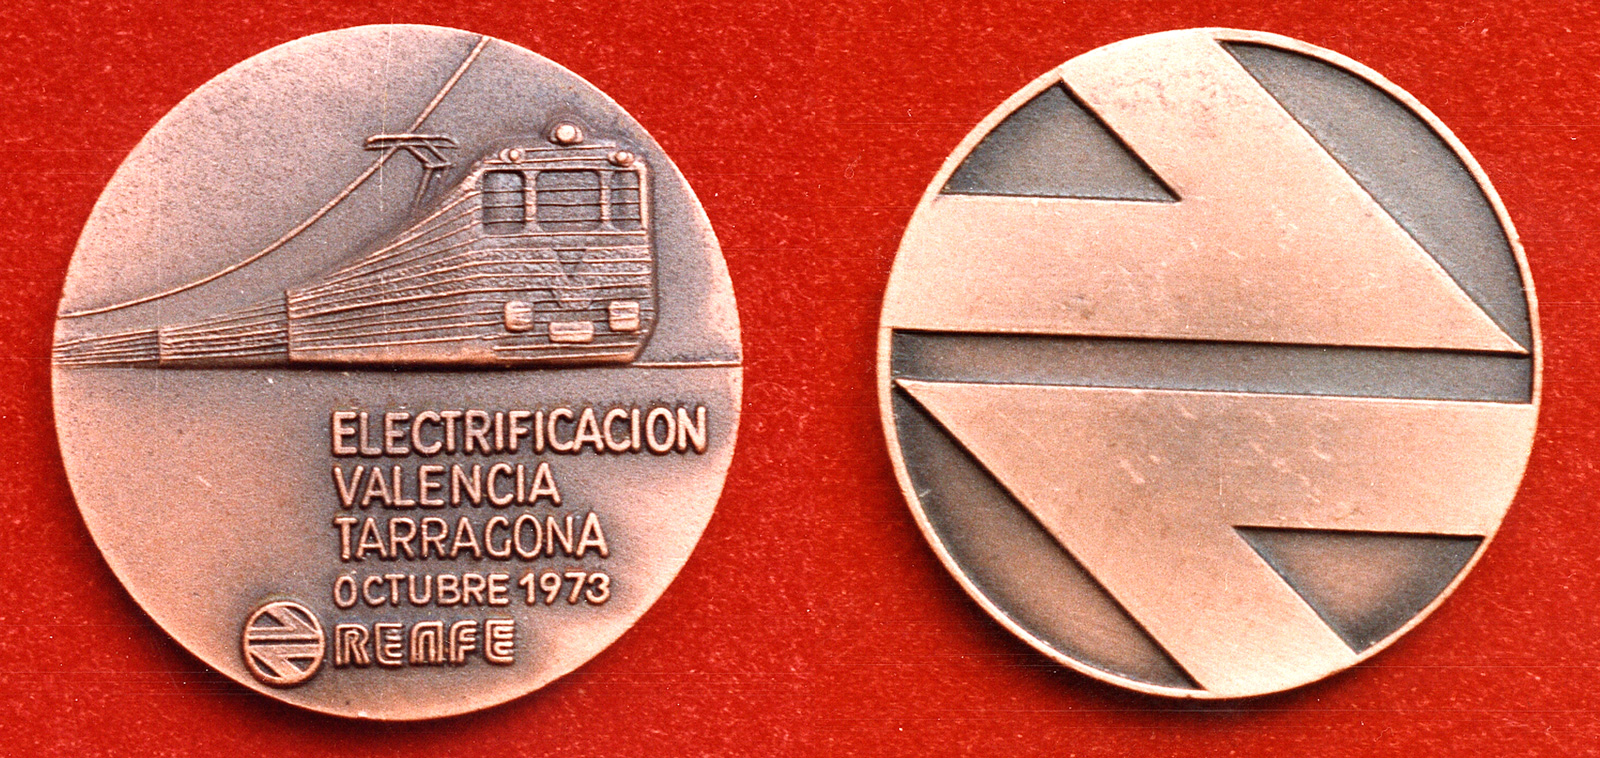 ELECTRIFICACION
VALENCIA
TARRAGONA
OCTUBRE 1973
RENFE